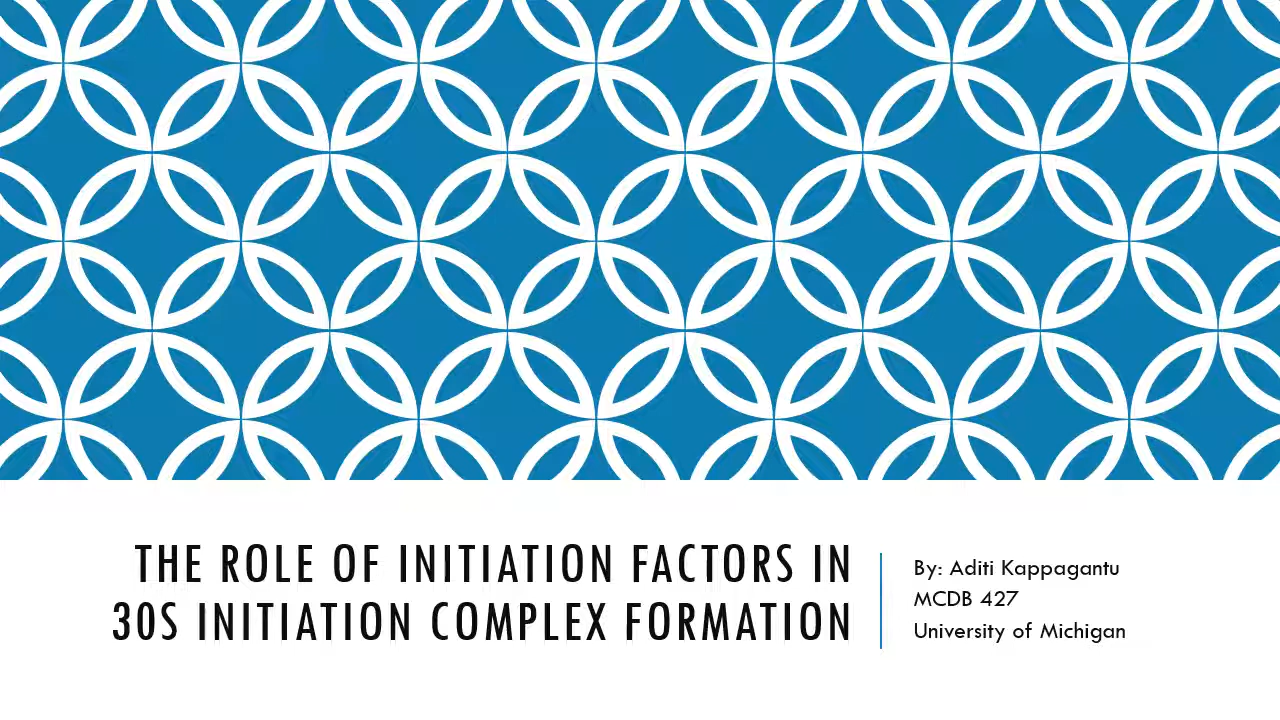 THE ROLE OF INITIATION FACTORS IN
30S INITIATION COMPLEX FORMATION
By: Aditi Kappagantu
MCDB 427
University of Michigan